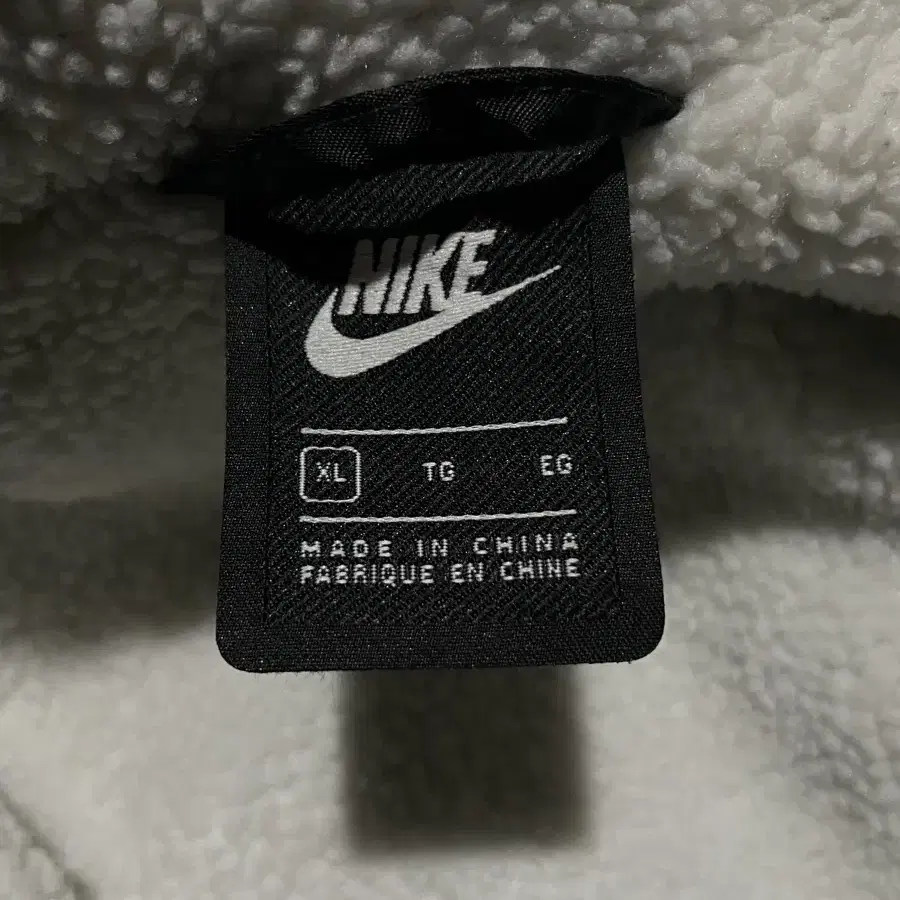 NIKE
XL TG EG
MADE IN CHINA
FABRIQUE EN CHINE